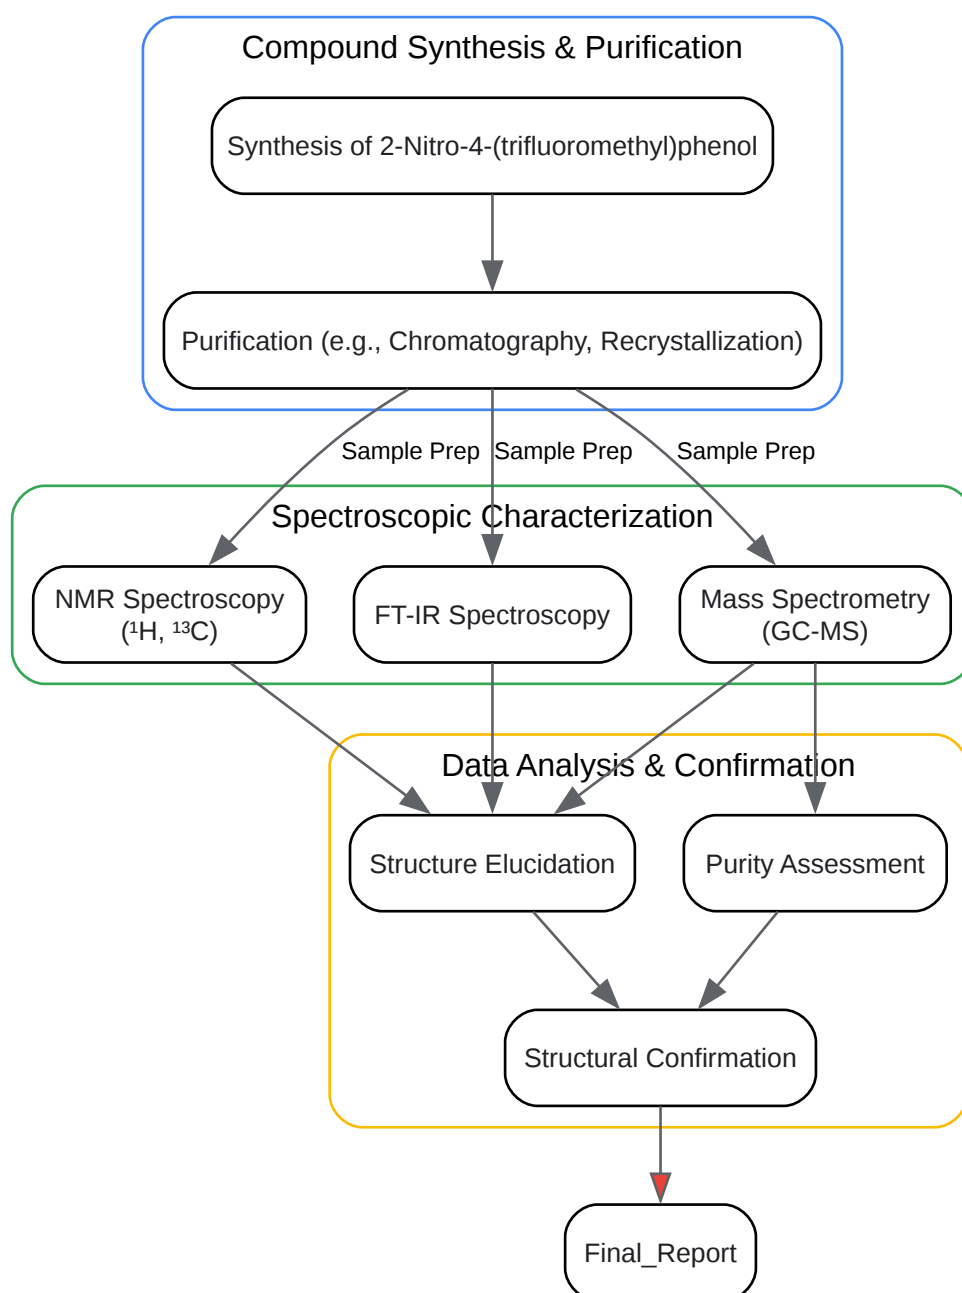 Compound Synthesis & Purification
Synthesis of 2-Nitro-4-(trifluoromethyl)phenol
Purification (e.g., Chromatography, Recrystallization)
Sample Prep
Sample Prep
Sample Prep
Spectroscopic Characterization
NMR Spectroscopy
(¹H, ¹³C)
FT-IR Spectroscopy
Mass Spectrometry
(GC-MS)
Data Analysis & Confirmation
Structure Elucidation
Purity Assessment
Structural Confirmation
Final_Report